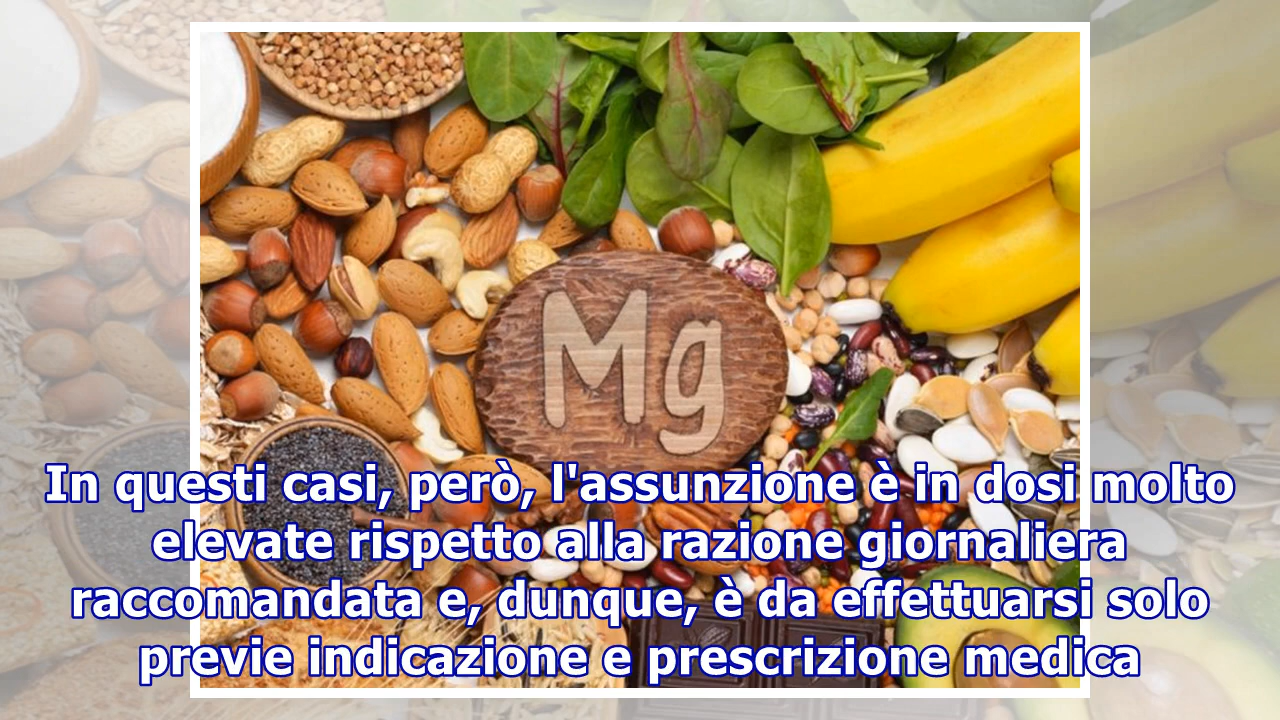 Mg
In questi casi, però, l'assunzione è in dosi molto
elevate rispetto alla razione giornaliera
raccomandata e, dunque, è da effettuarsi solo
previe indicazione e prescrizione medica